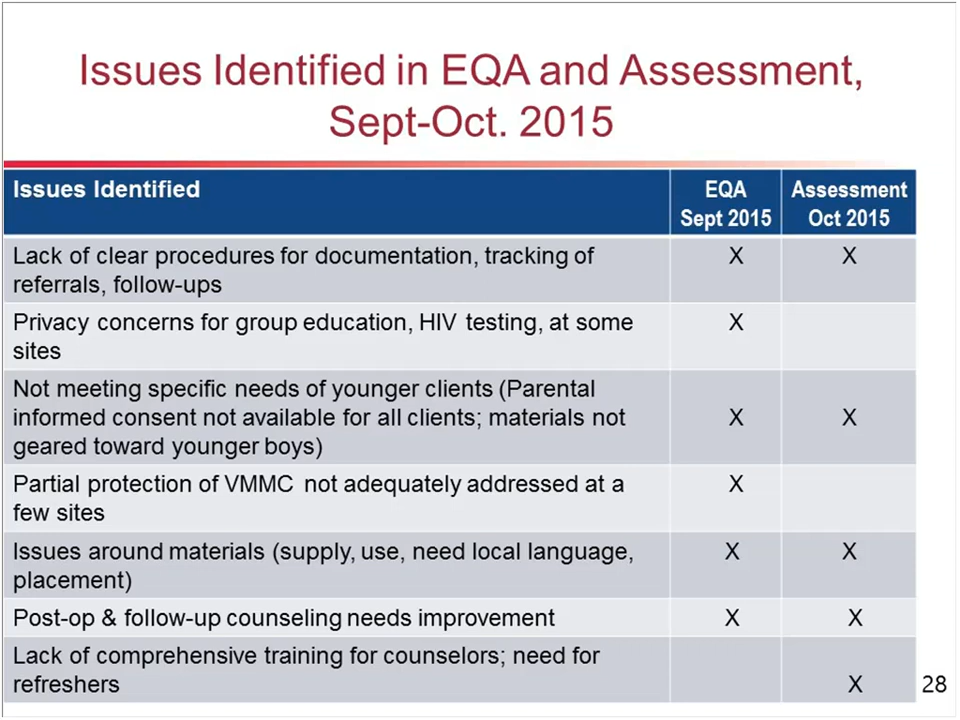 Issues Identified in EQA and Assessment,
Sept-Oct. 2015
Issues Identified
EQA
Sept 2015
Assessment
Oct 2015
Lack of clear procedures for documentation, tracking of
referrals, follow-ups
X
X
Privacy concerns for group education, HIV testing, at some
sites
X
Not meeting specific needs of younger clients (Parental
informed consent not available for all clients; materials not
geared toward younger boys)
X
X
Partial protection of VMMC not adequately addressed at a
few sites
X
Issues around materials (supply, use, need local language,
placement)
X
X
Post-op & follow-up counseling needs improvement
X
X
Lack of comprehensive training for counselors; need for
refreshers
X
28